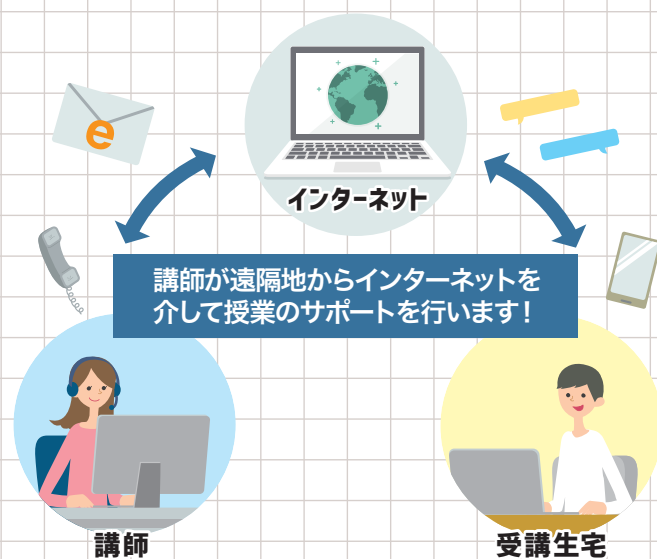 e
インターネット
講師が遠隔地からインターネットを
介して授業のサポートを行います！
講師
受講生宅